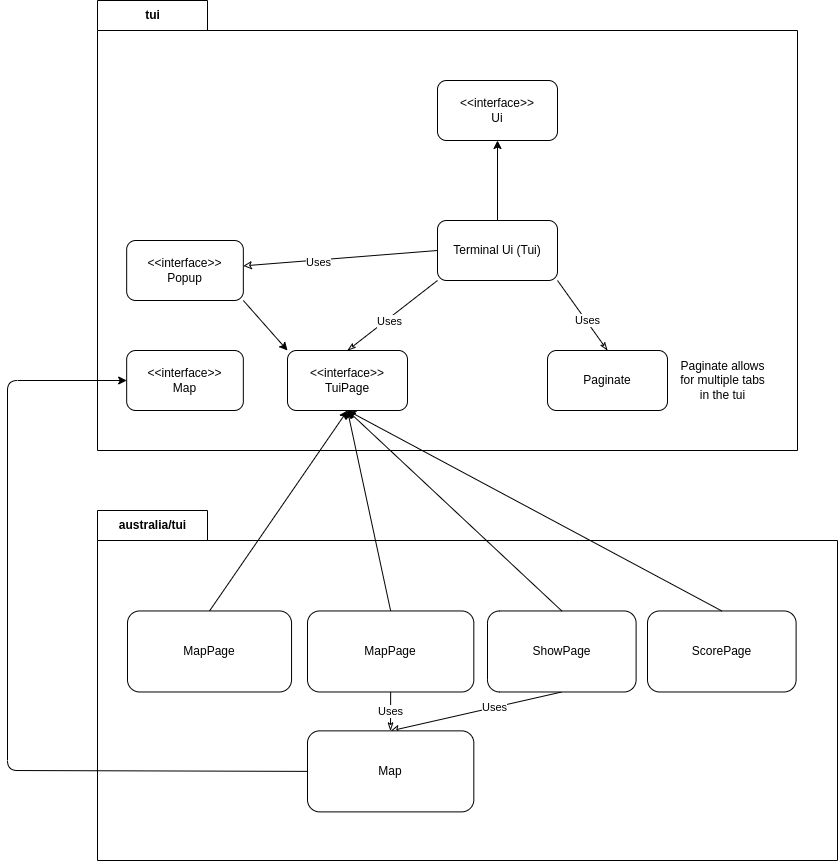 tui
<<interface>>
Ui
Terminal Ui (Tui)
<<interface>>
Popup
Uses
Uses
Uses
<<interface>>
Map
<<interface>>
TuiPage
Paginate
Paginate allows
for multiple tabs
in the tui
australia/tui
MapPage
MapPage
ShowPage
ScorePage
Uses
Uses
Map